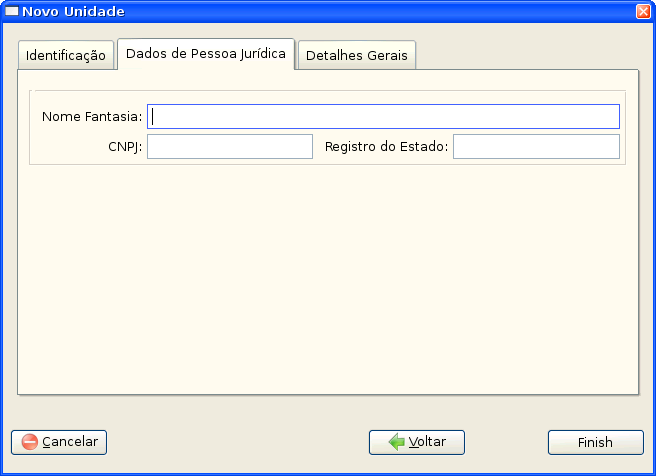 Novo Unidade
Identificação Dados de Pessoa Jurídica Detalhes Gerais
Nome Fantasia:
CNPJ: Registro do Estado:
Cancelar Voltar Finish